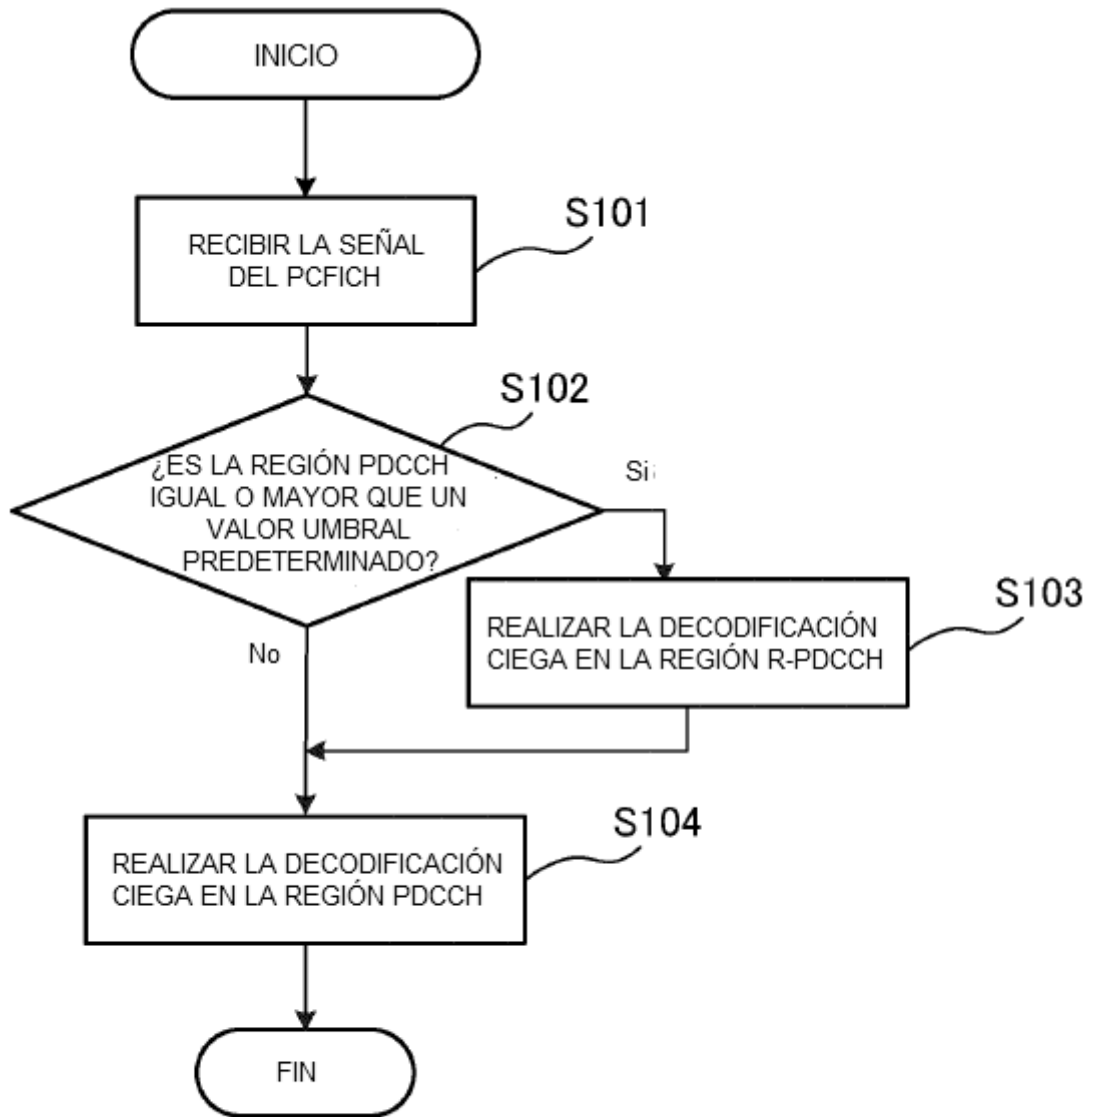 INICIO
RECIBIR LA SEÑAL
DEL PCFICH
S101
S102
¿ES LA REGIÓN PDCCH
IGUAL O MAYOR QUE UN
VALOR UMBRAL
PREDETERMINADO?
Si
No
REALIZAR LA DECODIFICACIÓN
CIEGA EN LA REGIÓN R-PDCCH
S103
REALIZAR LA DECODIFICACIÓN
CIEGA EN LA REGIÓN PDCCH
S104
FIN